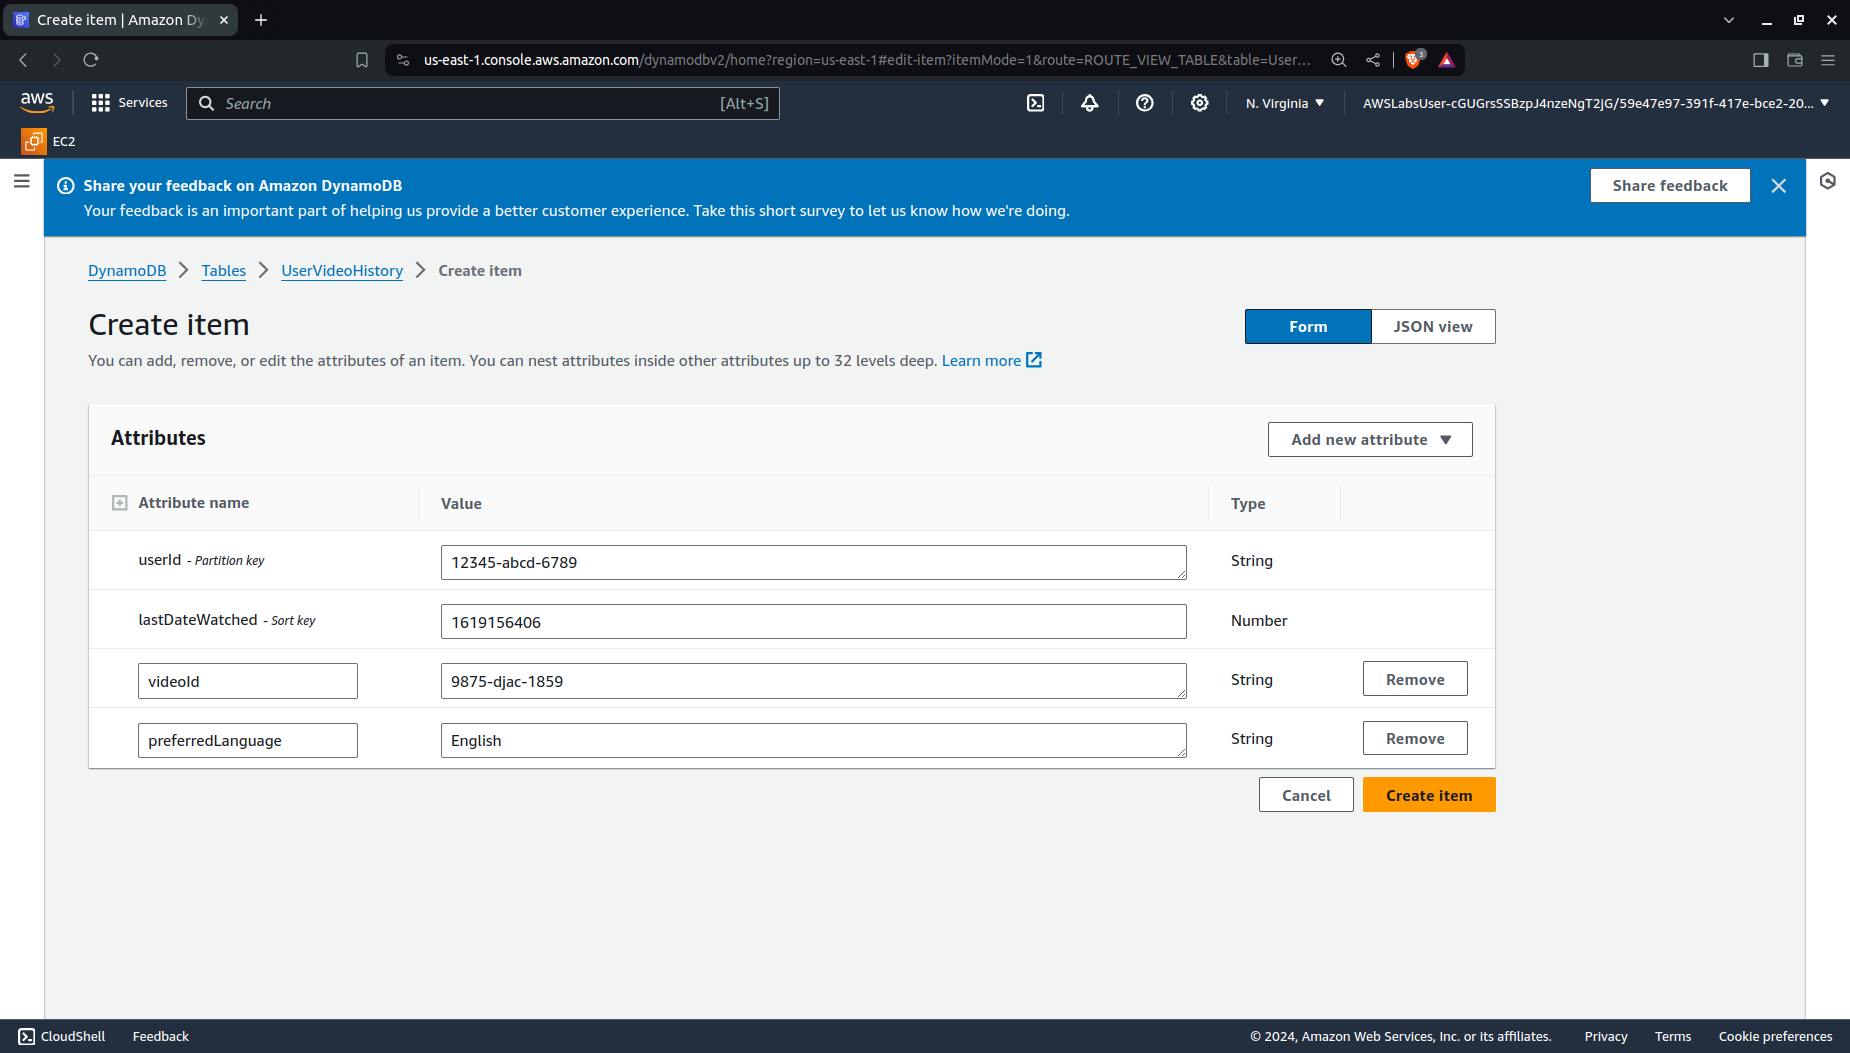 Create item | Amazon Dy
us-east-1.console.aws.amazon.com/dynamodbv2/home?region=us-east-1#edit-item?itemMode=1&route=ROUTE_VIEW_TABLE&table=User...
3
aws
Services
Search
[Alt+S]
N. Virginia
AWSLabsUser-cGUGrsSSBzpJ4nzeNgT2jG/59e47e97-391f-417e-bce2-20...
EC2
Share your feedback on Amazon DynamoDB
Your feedback is an important part of helping us provide a better customer experience. Take this short survey to let us know how we're doing.
Share feedback
DynamoDB > Tables > UserVideoHistory > Create item
Create item
Form
JSON view
You can add, remove, or edit the attributes of an item. You can nest attributes inside other attributes up to 32 levels deep. Learn more
Attributes
Add new attribute
Attribute name
Value
Type
userId - Partition key
12345-abcd-6789
String
lastDateWatched - Sort key
1619156406
Number
videoId
9875-djac-1859
String
Remove
preferredLanguage
English
String
Remove
Cancel
Create item
CloudShell
Feedback
© 2024, Amazon Web Services, Inc. or its affiliates.
Privacy
Terms
Cookie preferences